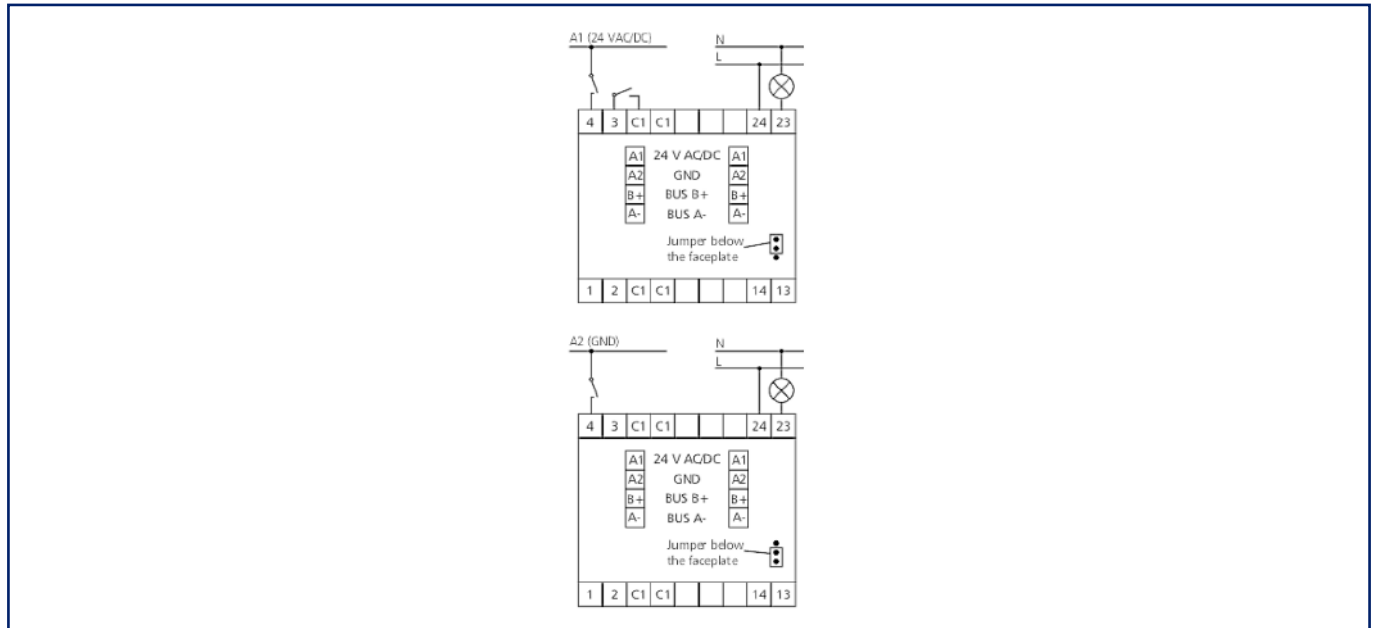 A1 (24 VAC/DC)
N
L
4 3 C1 C1 24 23
A1 24 V AC/DC A1
A2 GND A2
B+ BUS B+ B+
A- BUS A- A-
Jumper below
the faceplate
1 2 C1 C1 14 13
A2 (GND)
N
L
4 3 C1 C1 24 23
A1 24 V AC/DC A1
A2 GND A2
B+ BUS B+ B+
A- BUS A- A-
Jumper below
the faceplate
1 2 C1 C1 14 13